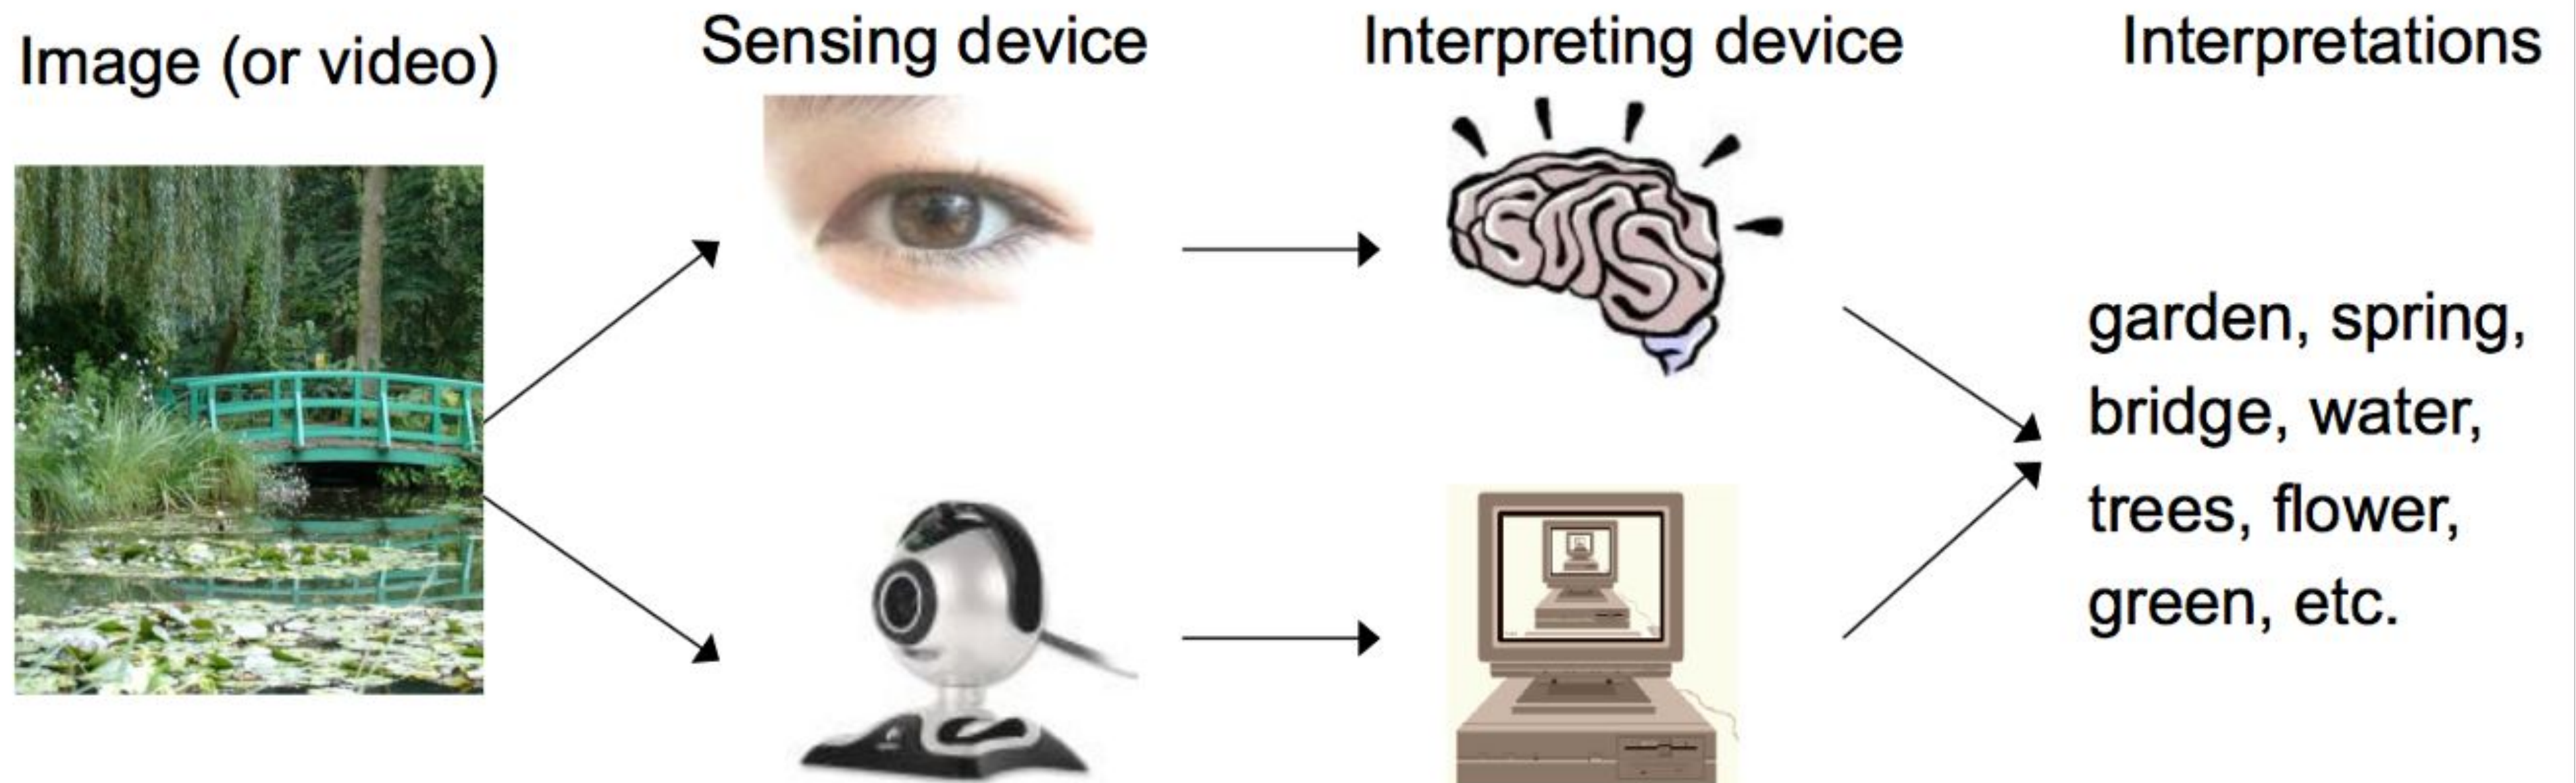 Image (or video)
Sensing device
Interpreting device
Interpretations
garden, spring,
bridge, water,
trees, flower,
green, etc.